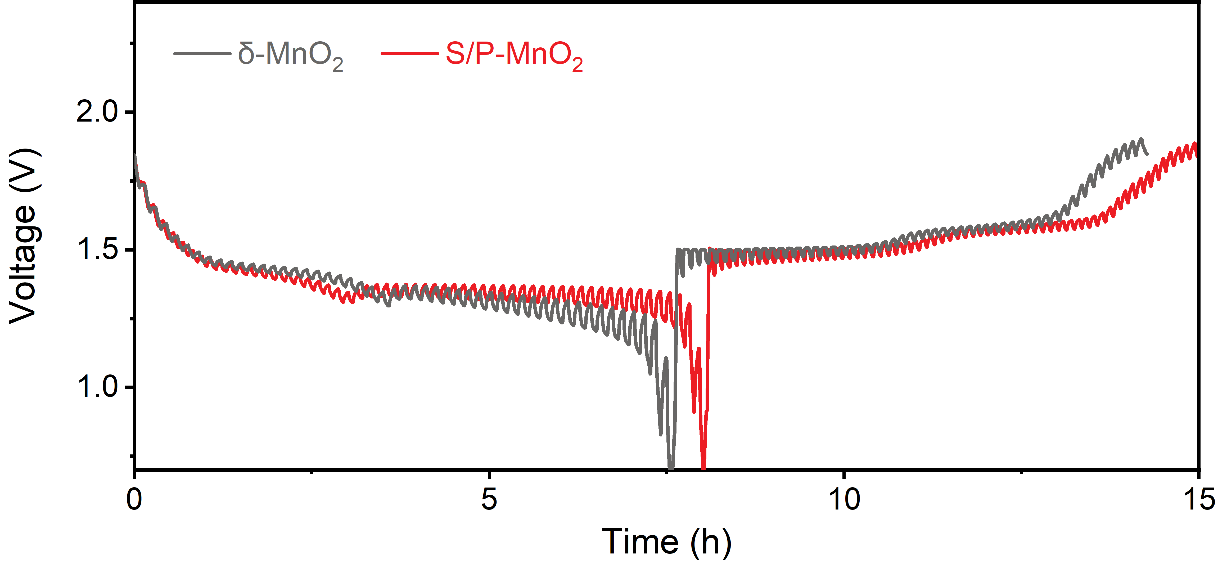 δ-MnO₂ S/P-MnO₂
2.0
1.5
1.0
Voltage (V)
0 5 10 15
Time (h)